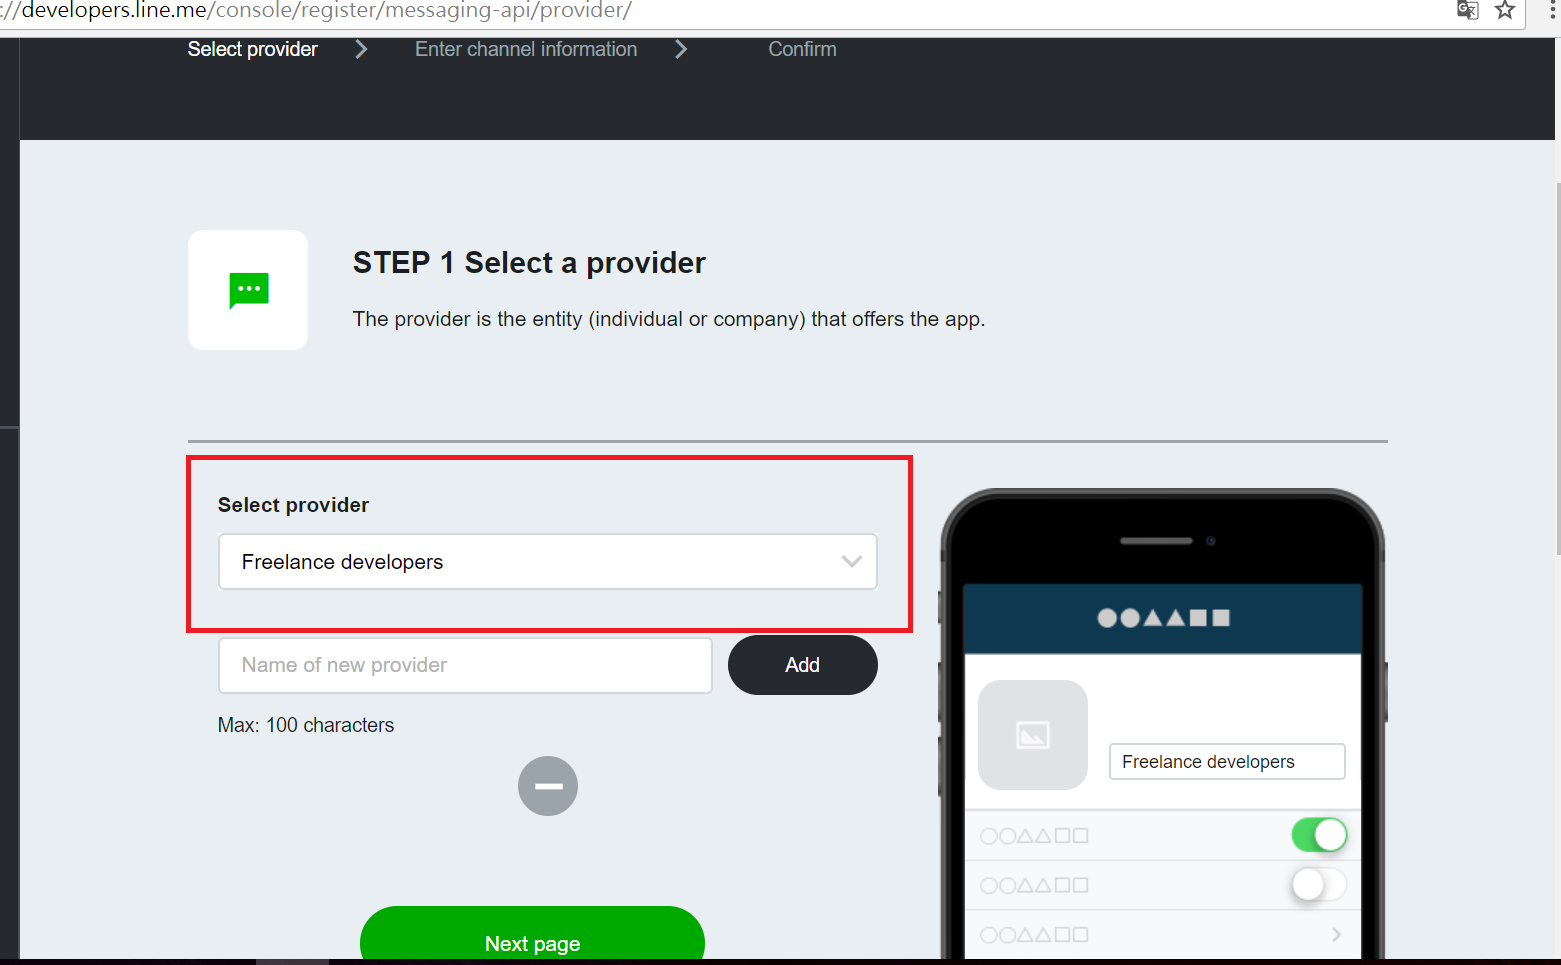 ://developers.line.me/console/register/messaging-api/provider/
Select provider
Enter channel information
Confirm
STEP 1 Select a provider
The provider is the entity (individual or company) that offers the app.
Select provider
Freelance developers
Name of new provider
Add
Max: 100 characters
Next page
○○△△□□
Freelance developers
○○△△□□
○○△△□□
○○△△□□